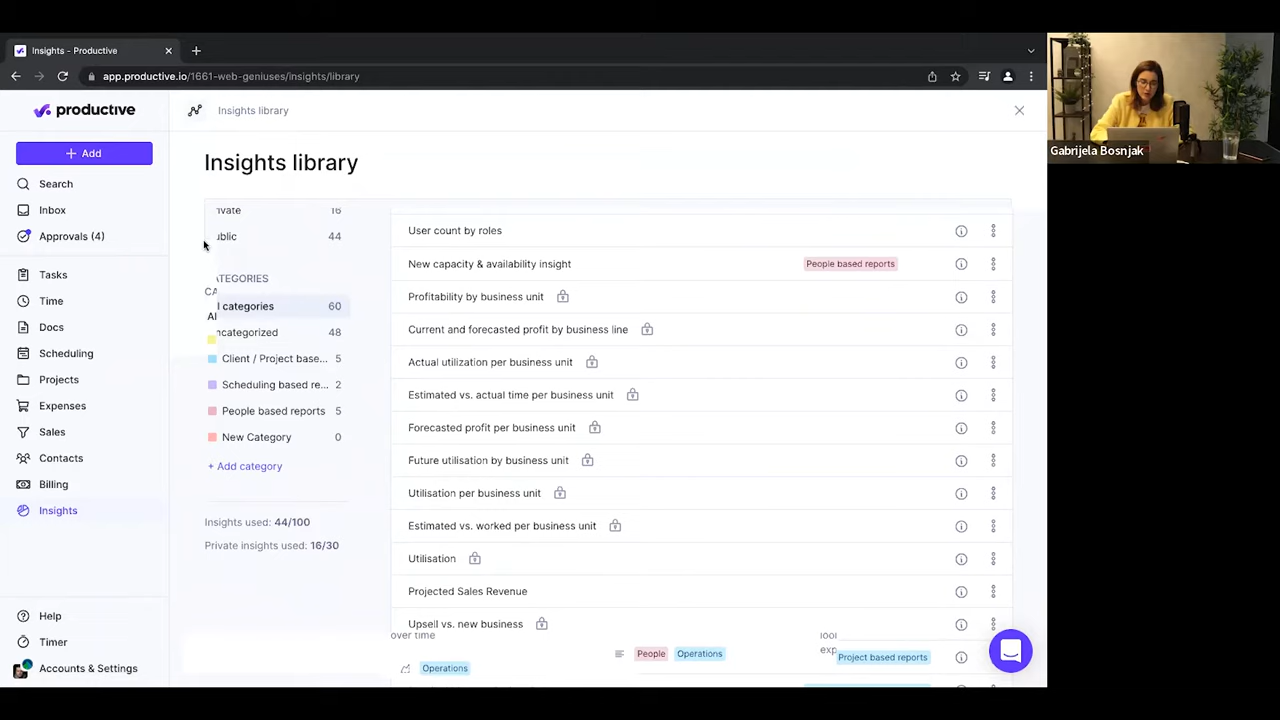 Insights - Productive
app.productive.io/1661-web-geniuses/insights/library
productive
Insights library
+ Add
Insights library
Search
Inbox
Approvals (4)
Tasks
Time
Docs
Scheduling
Projects
Expenses
Sales
Contacts
Billing
Insights
Help
Timer
Accounts & Settings
ivate 16
ublic 44
ATEGORIES
CA
l categories 60
Al
ncategorized 48
Client / Project base... 5
Scheduling based re... 2
People based reports 5
New Category 0
+ Add category
Insights used: 44/100
Private insights used: 16/30
User count by roles
New capacity & availability insight People based reports
Profitability by business unit
Current and forecasted profit by business line
Actual utilization per business unit
Estimated vs. actual time per business unit
Forecasted profit per business unit
Future utilisation by business unit
Utilisation per business unit
Estimated vs. worked per business unit
Utilisation
Projected Sales Revenue
Upsell vs. new business
over time
People Operations
exp
Project based reports
Operations
Gabrijela Bosnjak